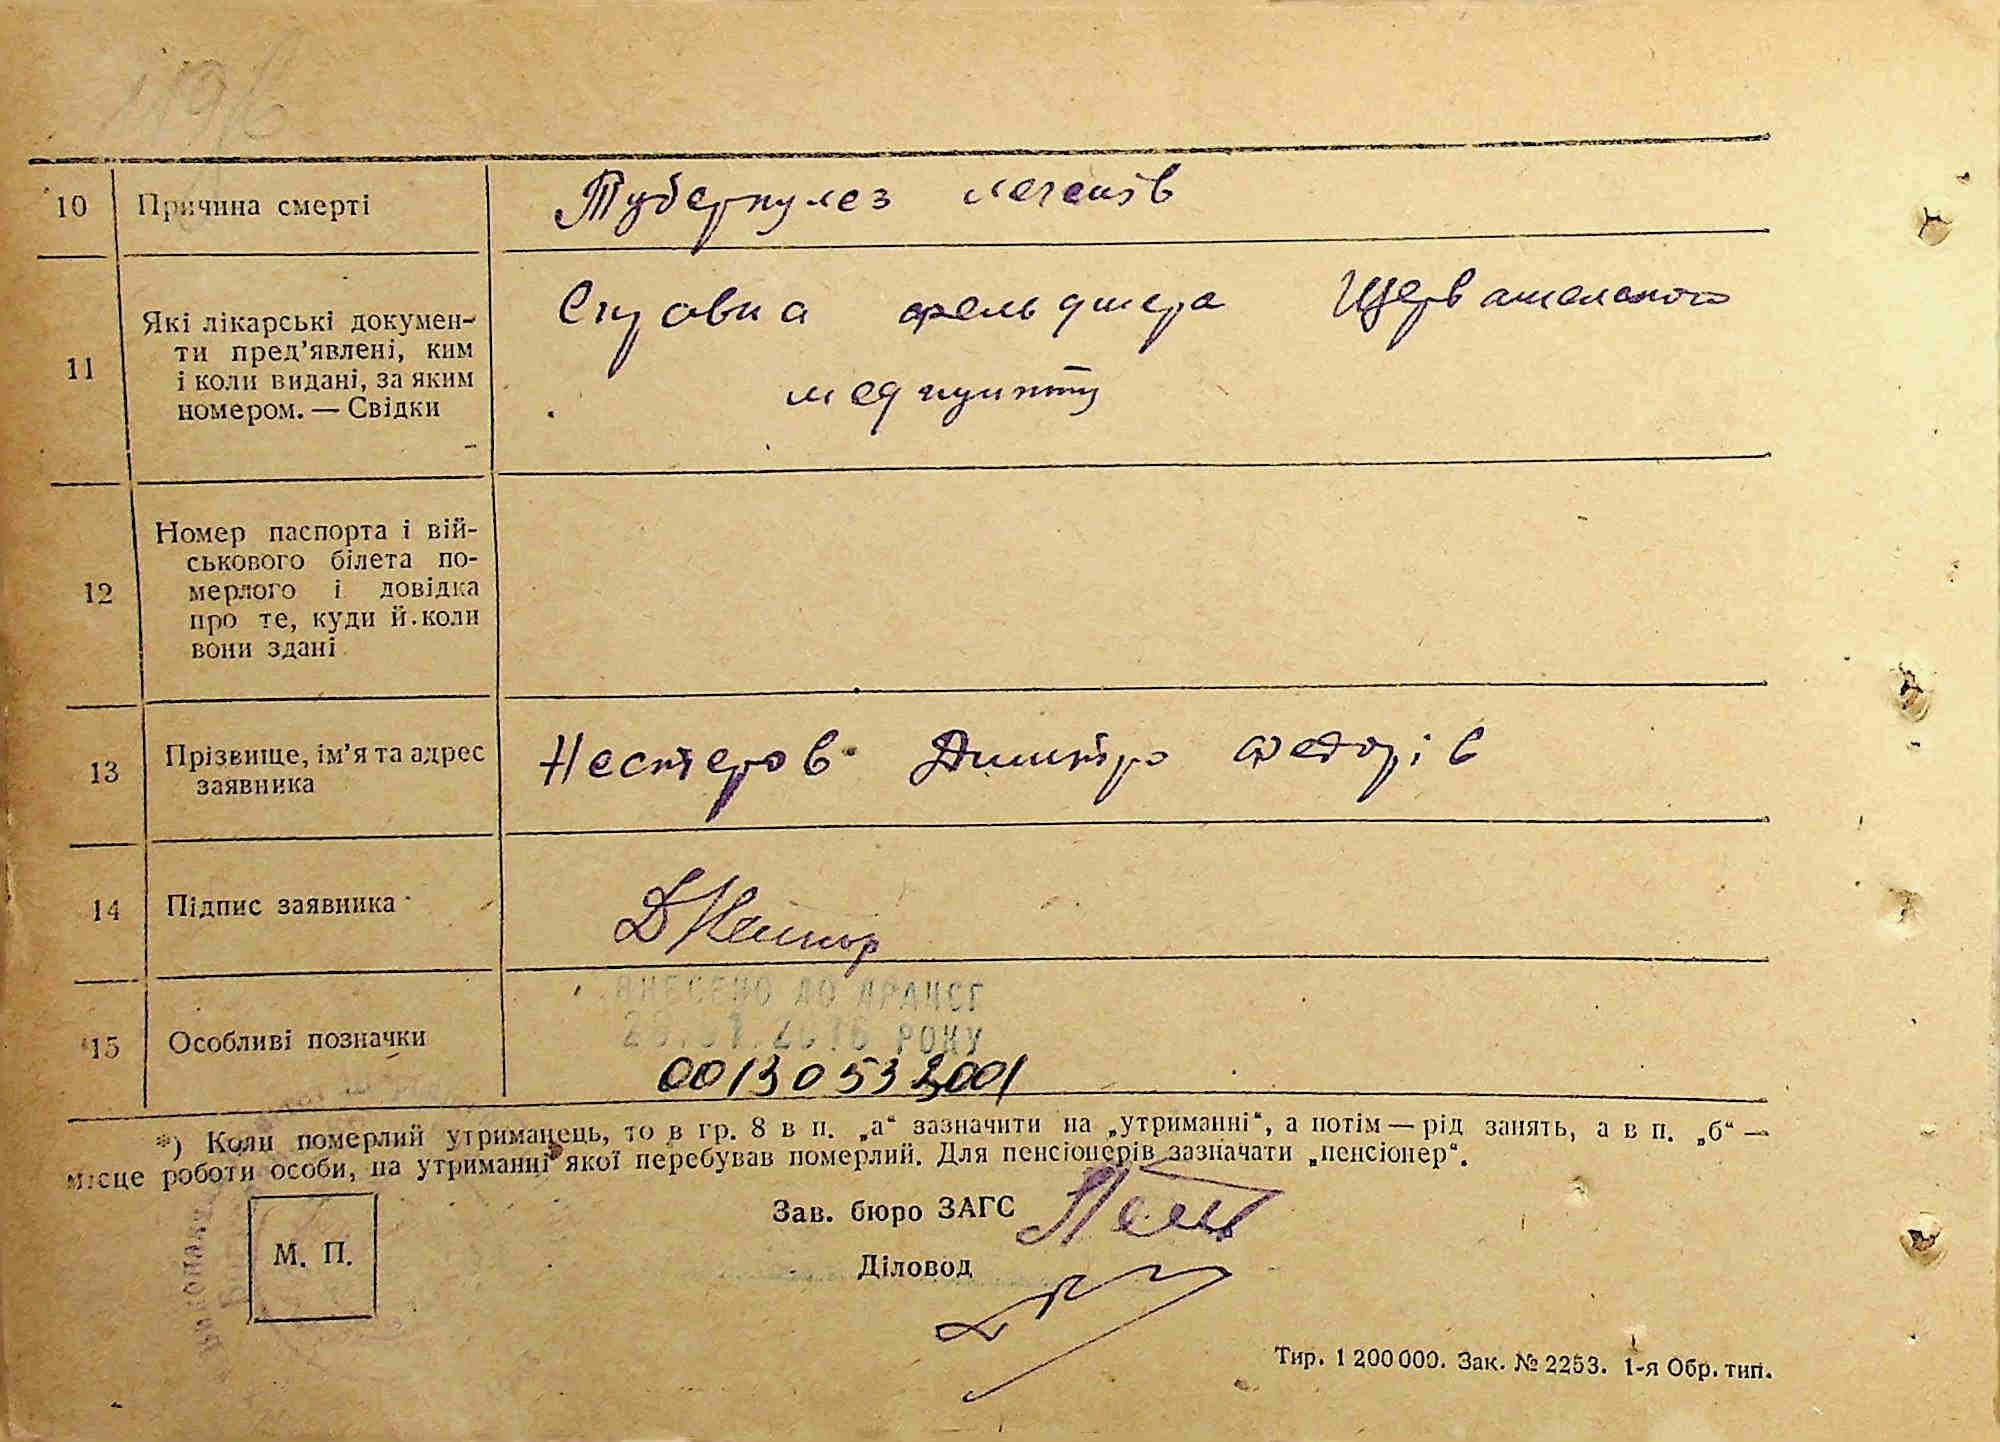 10 Причина смерті Туберкулез легенів
11 Які лікарські докумен-
ти пред’явлені, ким
і коли видані, за яким
номером. — Свідки
Справка фельдшера
медпункту
12 Номер паспорта і вій-
ськового білета по-
мерлого і довідка
про те, куди й коли
вони здані
13 Прізвище, ім’я та адрес
заявника
Нестеров Дмитро Федорів
14 Підпис заявника
15 Особливі позначки
ВНЕСЕНО ДО ДРАЦСГ
2016 РОКУ
*) Коли померлий утриманець, то в гр. 8 в п. „а“ зазначити на „утриманні“, а потім — рід занять, а в п. „б“ —
місце роботи особи, на утриманні якої перебував померлий. Для пенсіонерів зазначати „пенсіонер“.
Зав. бюро ЗАГС
Діловод
М. П.
Тир. 1 200 000. Зак. № 2253. 1-я Обр. тип.